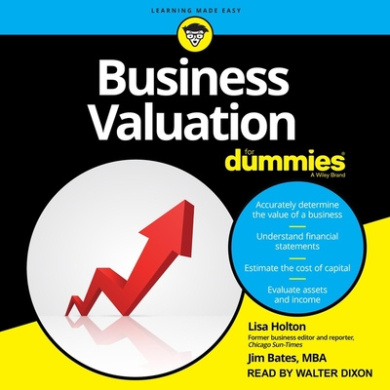 LEARNING MADE EASY
Business
Valuation
for
dummies®
A Wiley Brand
Accurately determine
the value of a business
Understand financial
statements
Estimate the cost of capital
Evaluate assets
and income
Lisa Holton
Former business editor and reporter,
Chicago Sun-Times
Jim Bates, MBA
READ BY WALTER DIXON